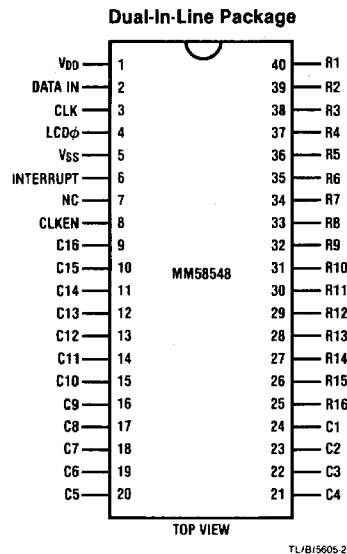 Dual-In-Line Package
VDD 1 40 R1
DATA IN 2 39 R2
CLK 3 38 R3
LCDϕ 4 37 R4
VSS 5 36 R5
INTERRUPT 6 35 R6
NC 7 34 R7
CLKEN 8 33 R8
C16 9 32 R9
C15 10 31 R10
MM58548
C14 11 30 R11
C13 12 29 R12
C12 13 28 R13
C11 14 27 R14
C10 15 26 R15
C9 16 25 R16
C8 17 24 C1
C7 18 23 C2
C6 19 22 C3
C5 20 21 C4
TOP VIEW
TL/B/5605-2